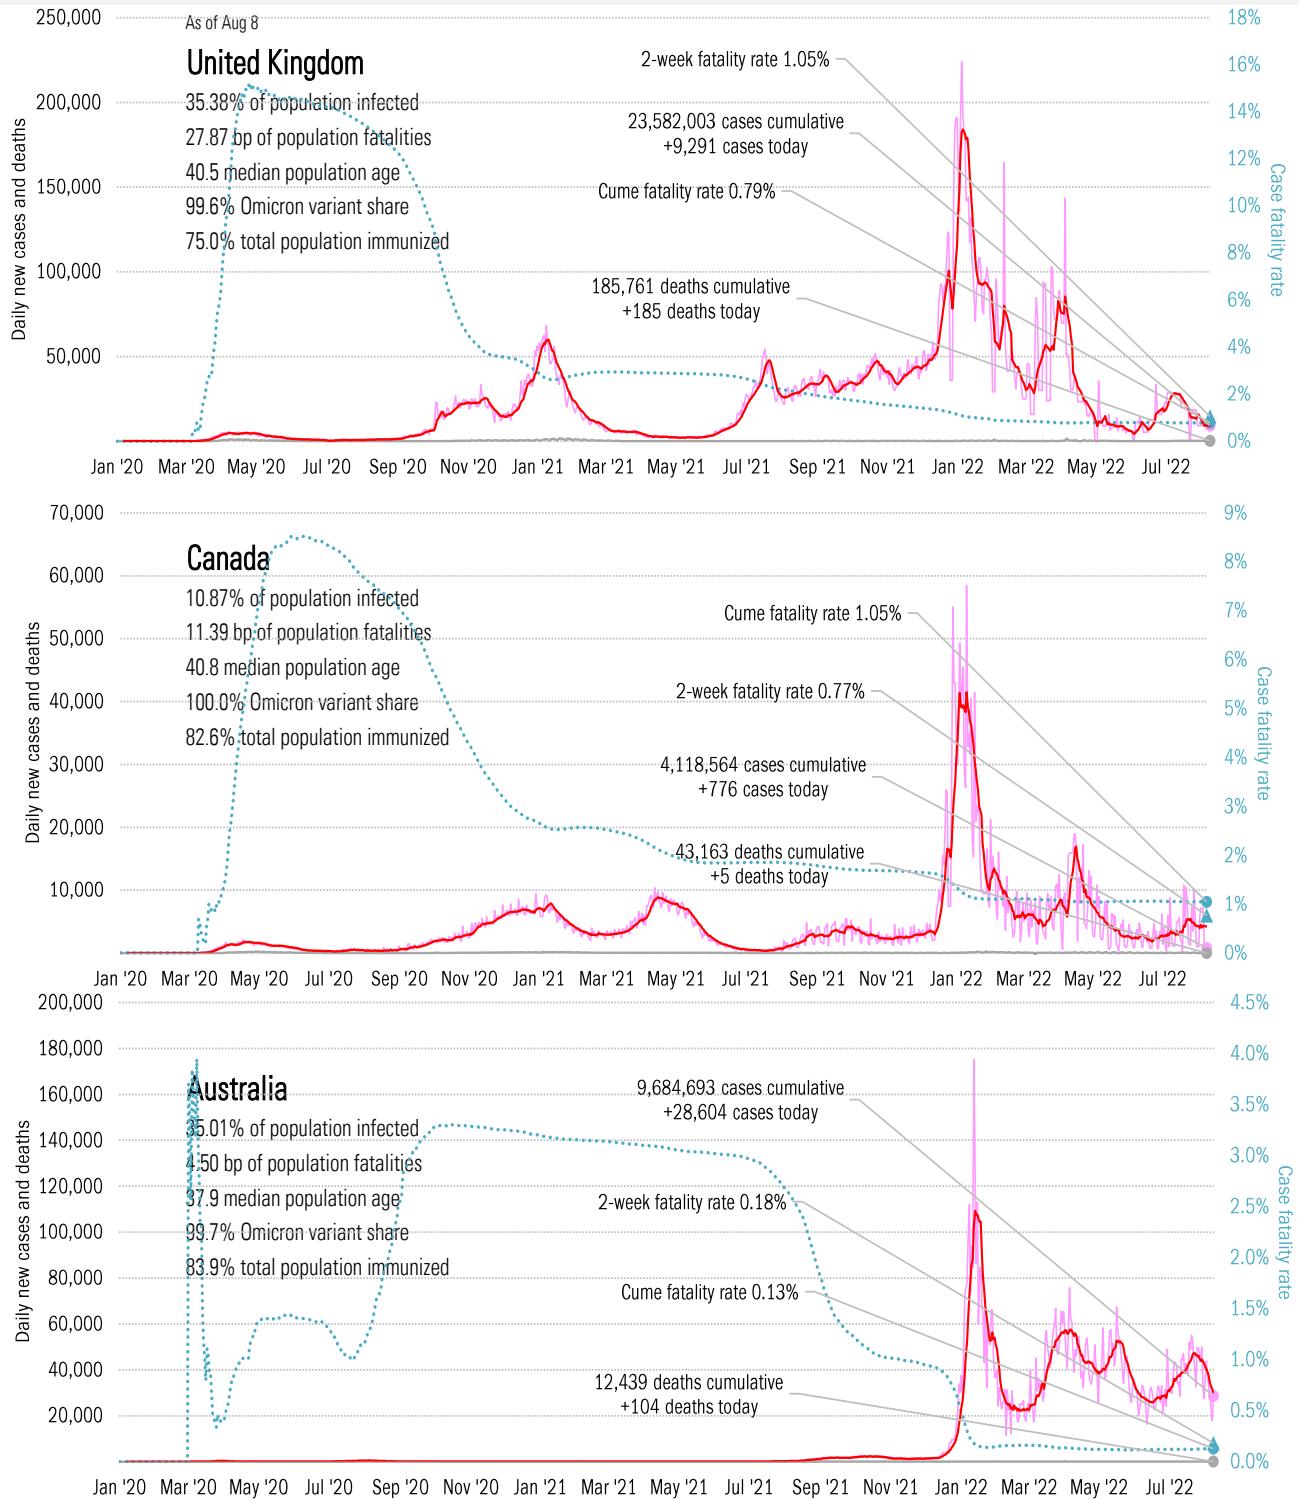 As of Aug 8
United Kingdom
35.38% of population infected
27.87 bp of population fatalities
40.5 median population age
99.6% Omicron variant share
75.0% total population immunized
2-week fatality rate 1.05%
23,582,003 cases cumulative
+9,291 cases today
Cume fatality rate 0.79%
185,761 deaths cumulative
+185 deaths today
Daily new cases and deaths
250,000
200,000
150,000
100,000
50,000
18%
16%
14%
12%
10%
8%
6%
4%
2%
0%
Case fatality rate
Jan '20 Mar '20 May '20 Jul '20 Sep '20 Nov '20 Jan '21 Mar '21 May '21 Jul '21 Sep '21 Nov '21 Jan '22 Mar '22 May '22 Jul '22
Canada
10.87% of population infected
11.39 bp of population fatalities
40.8 median population age
100.0% Omicron variant share
82.6% total population immunized
Cume fatality rate 1.05%
2-week fatality rate 0.77%
4,118,564 cases cumulative
+776 cases today
43,163 deaths cumulative
+5 deaths today
Daily new cases and deaths
70,000
60,000
50,000
40,000
30,000
20,000
10,000
9%
8%
7%
6%
5%
4%
3%
2%
1%
0%
Case fatality rate
Jan '20 Mar '20 May '20 Jul '20 Sep '20 Nov '20 Jan '21 Mar '21 May '21 Jul '21 Sep '21 Nov '21 Jan '22 Mar '22 May '22 Jul '22
Australia
35.01% of population infected
4.50 bp of population fatalities
37.9 median population age
99.7% Omicron variant share
83.9% total population immunized
9,684,693 cases cumulative
+28,604 cases today
2-week fatality rate 0.18%
Cume fatality rate 0.13%
12,439 deaths cumulative
+104 deaths today
Daily new cases and deaths
200,000
180,000
160,000
140,000
120,000
100,000
80,000
60,000
40,000
20,000
4.5%
4.0%
3.5%
3.0%
2.5%
2.0%
1.5%
1.0%
0.5%
0.0%
Case fatality rate
Jan '20 Mar '20 May '20 Jul '20 Sep '20 Nov '20 Jan '21 Mar '21 May '21 Jul '21 Sep '21 Nov '21 Jan '22 Mar '22 May '22 Jul '22